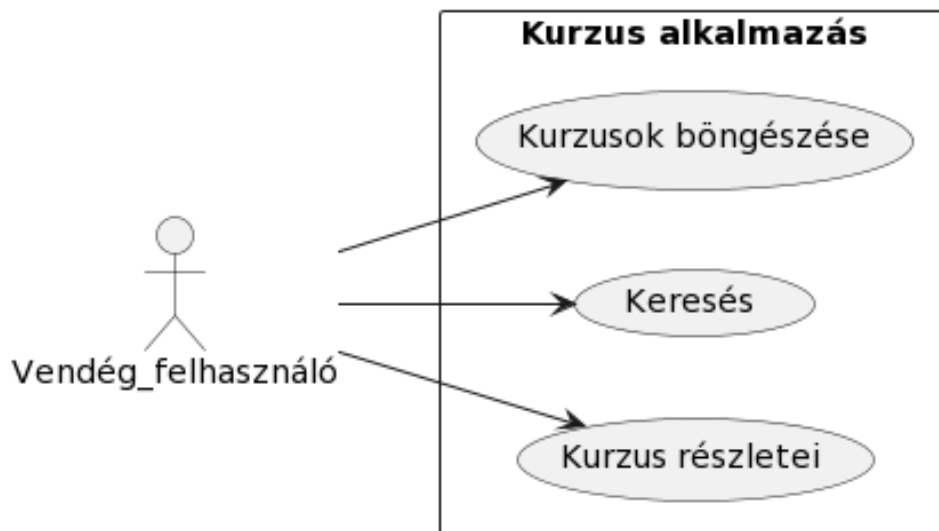 Kurzus alkalmazás
Kurzusok böngészése
Keresés
Vendég_felhasználó
Kurzus részletei